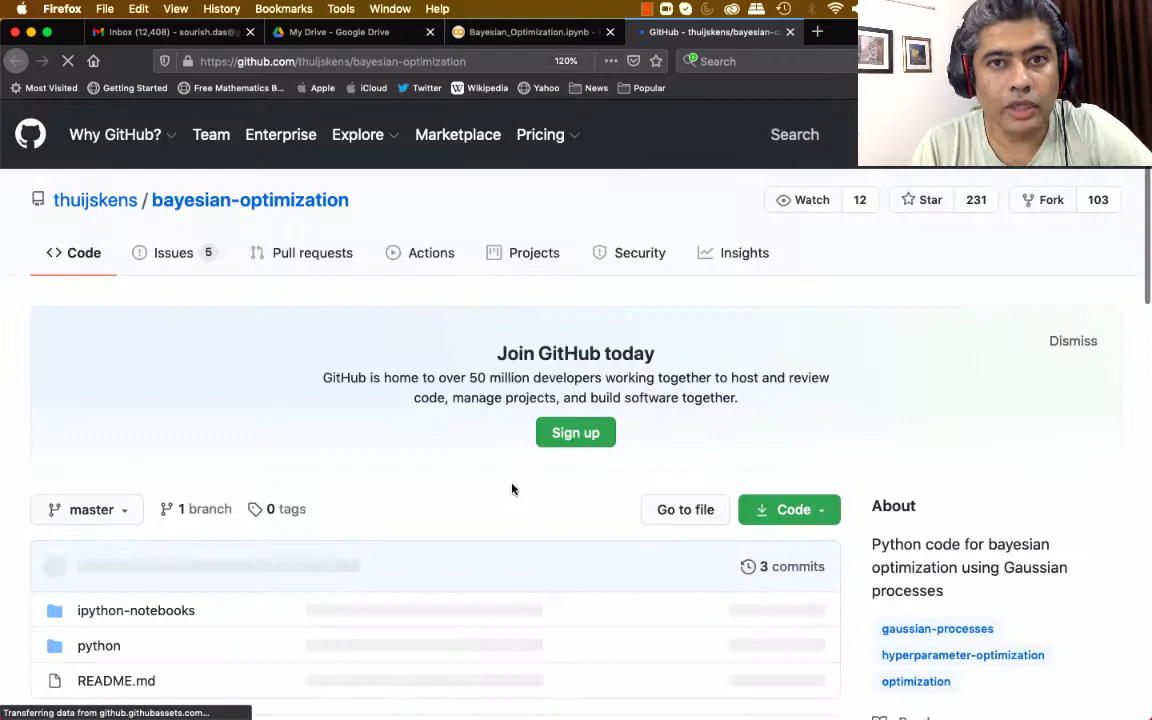 Firefox File Edit View History Bookmarks Tools Window Help
Inbox (12,408) – sourish.das@g
My Drive - Google Drive
Bayesian_Optimization.ipynb -
GitHub - thuijskens/bayesian-o
https://github.com/thuijskens/bayesian-optimization
120%
Search
Most Visited Getting Started Free Mathematics B... Apple iCloud Twitter Wikipedia Yahoo News Popular
Why GitHub? Team Enterprise Explore Marketplace Pricing Search
thuijskens / bayesian-optimization
Watch 12 Star 231 Fork 103
Code Issues 5 Pull requests Actions Projects Security Insights
Join GitHub today
Dismiss
GitHub is home to over 50 million developers working together to host and review
code, manage projects, and build software together.
Sign up
master 1 branch 0 tags Go to file Code
About
Python code for bayesian
optimization using Gaussian
processes
3 commits
ipython-notebooks
python
README.md
gaussian-processes
hyperparameter-optimization
optimization
Transferring data from github.githubassets.com...